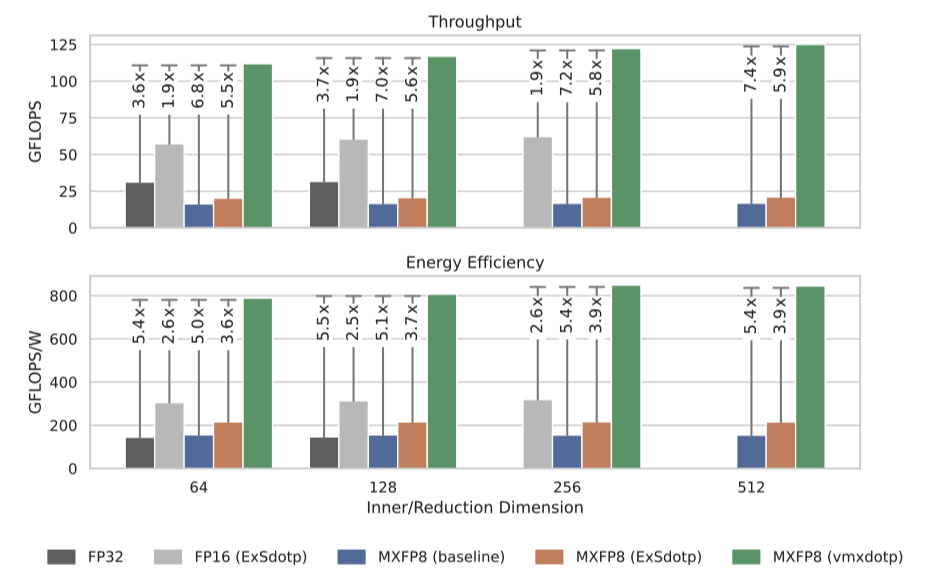 Throughput
GFLOPS
125
100
75
50
25
0
3.6x
1.9x
6.8x
5.5x
3.7x
1.9x
7.0x
5.6x
1.9x
7.2x
5.8x
7.4x
5.9x
Energy Efficiency
GFLOPS/W
800
600
400
200
0
5.4x
2.6x
5.0x
3.6x
5.5x
2.5x
5.1x
3.7x
2.6x
5.4x
3.9x
5.4x
3.9x
64 128 256 512
Inner/Reduction Dimension
FP32 FP16 (ExSdotp) MXFP8 (baseline) MXFP8 (ExSdotp) MXFP8 (vmxdotp)